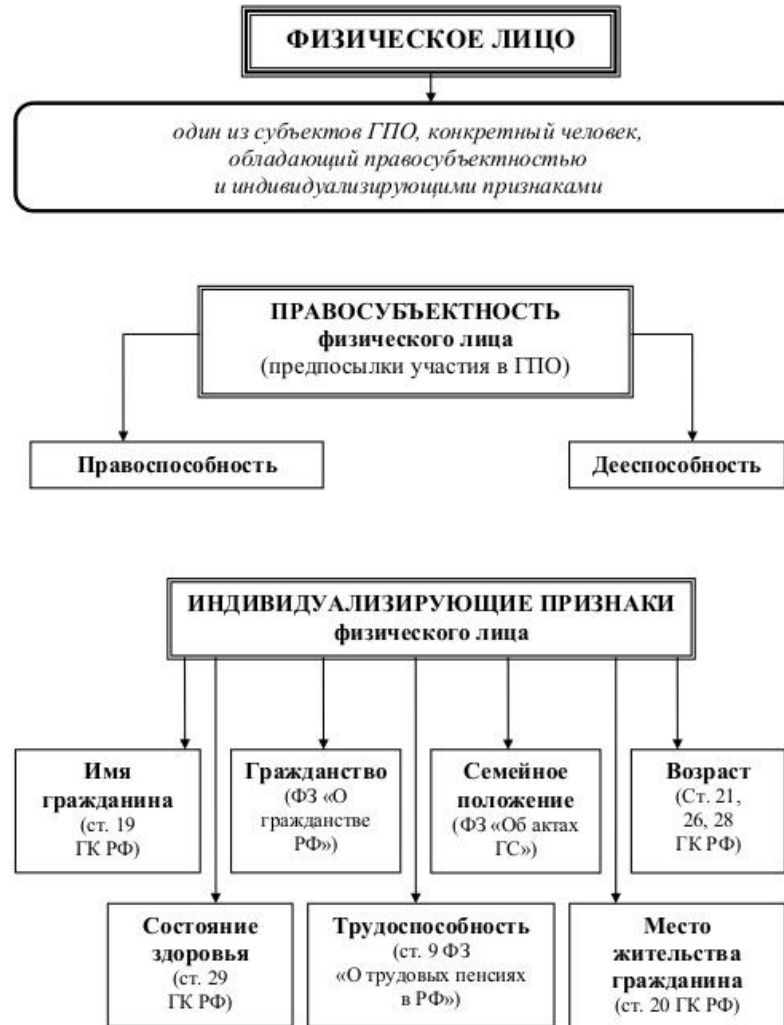 ФИЗИЧЕСКОЕ ЛИЦО
один из субъектов ГПО, конкретный человек,
обладающий правосубъектностью
и индивидуализирующими признаками
ПРАВОСУБЪЕКТНОСТЬ
физического лица
(предпосылки участия в ГПО)
Правоспособность
Дееспособность
ИНДИВИДУАЛИЗИРУЮЩИЕ ПРИЗНАКИ
физического лица
Имя
гражданина
(ст. 19
ГК РФ)
Гражданство
(ФЗ «О
гражданстве
РФ»)
Семейное
положение
(ФЗ «Об актах
ГС»)
Возраст
(Ст. 21,
26, 28
ГК РФ)
Состояние
здоровья
(ст. 29
ГК РФ)
Трудоспособность
(ст. 9 ФЗ
«О трудовых пенсиях
в РФ»)
Место
жительства
гражданина
(ст. 20 ГК РФ)